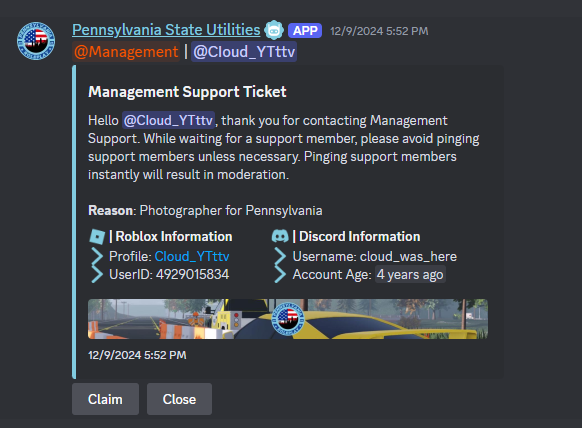 Pennsylvania State Utilities APP 12/9/2024 5:52 PM
@Management | @Cloud_YTttv
Management Support Ticket
Hello @Cloud_YTttv, thank you for contacting Management
Support. While waiting for a support member, please avoid pinging
support members unless necessary. Pinging support members
instantly will result in moderation.
Reason: Photographer for Pennsylvania
| Roblox Information
Profile: Cloud_YTttv
UserID: 4929015834
| Discord Information
Username: cloud_was_here
Account Age: 4 years ago
12/9/2024 5:52 PM
Claim
Close